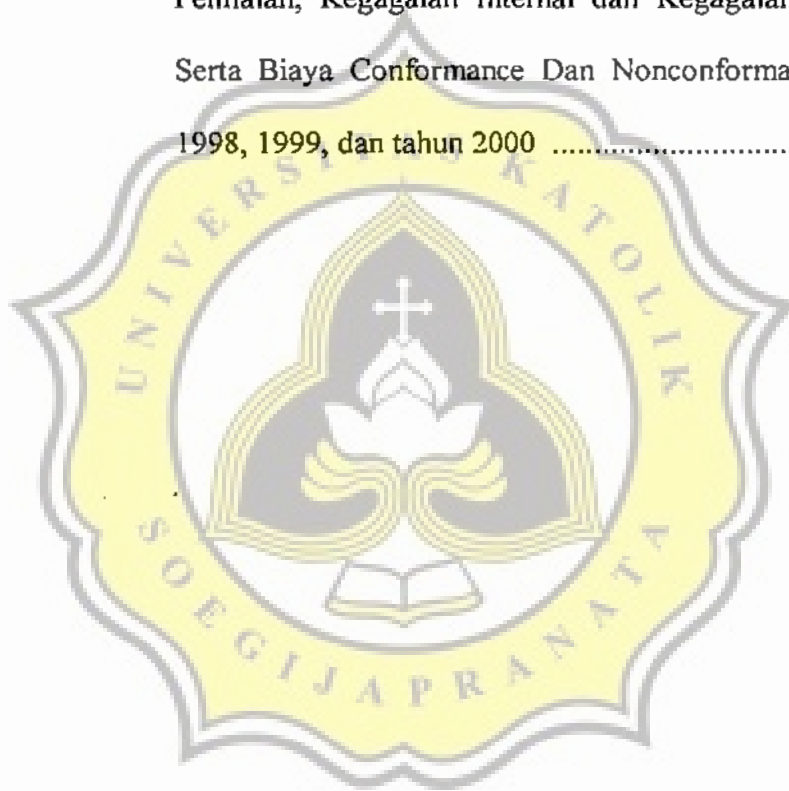 Penilaian, Kegagalan Internal dan Kegagalan
Serta Biaya Conformance Dan Nonconforma
1998, 1999, dan tahun 2000 ............................
UNIVERSITAS KATOLIK
SOEGIJAPRANATA